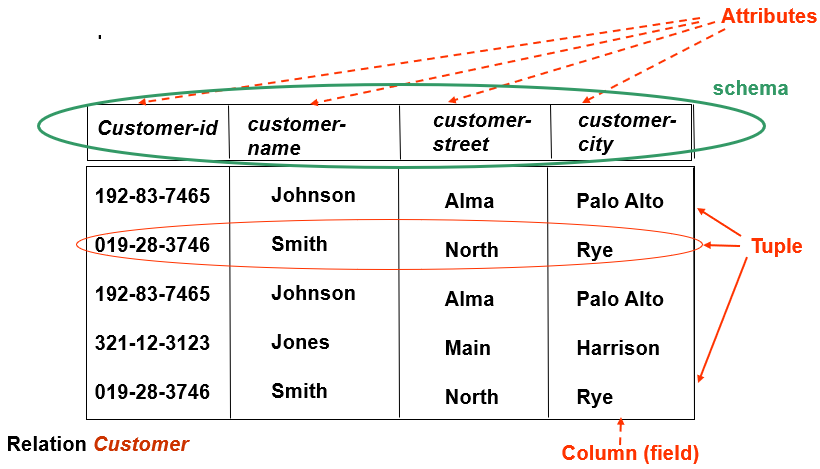 Attributes
schema
Customer-id customer-name customer-street customer-city
192-83-7465 Johnson Alma Palo Alto
019-28-3746 Smith North Rye
Tuple
192-83-7465 Johnson Alma Palo Alto
321-12-3123 Jones Main Harrison
019-28-3746 Smith North Rye
Relation Customer
Column (field)